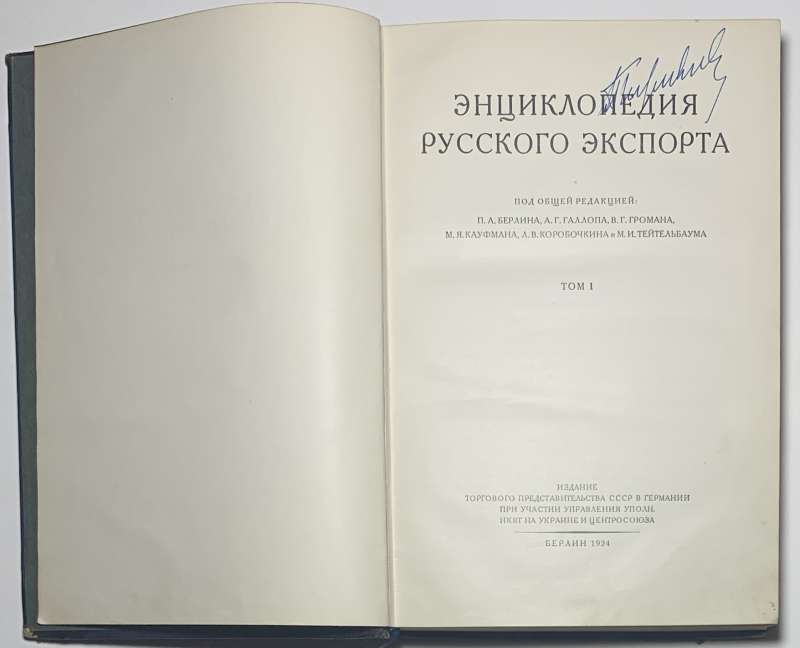 ЭНЦИКЛОПЕДИЯ
РУССКОГО ЭКСПОРТА
ПОД ОБЩЕЙ РЕДАКЦИЕЙ:
П. А. БЕРЛИНА, А. Г. ГАЛЛОПА, В. Г. ГРОМАНА,
М. Я. КАУФМАНА, Л. В. КОРОБОЧКИНА и М. И. ТЕЙТЕЛЬБАУМА
ТОМ I
ИЗДАНИЕ
ТОРГОВОГО ПРЕДСТАВИТЕЛЬСТВА СССР В ГЕРМАНИИ
ПРИ УЧАСТИИ УПРАВЛЕНИЯ УПОЛН.
НКВТ НА УКРАИНЕ И ЦЕНТРОСОЮЗА
БЕРЛИН 1924